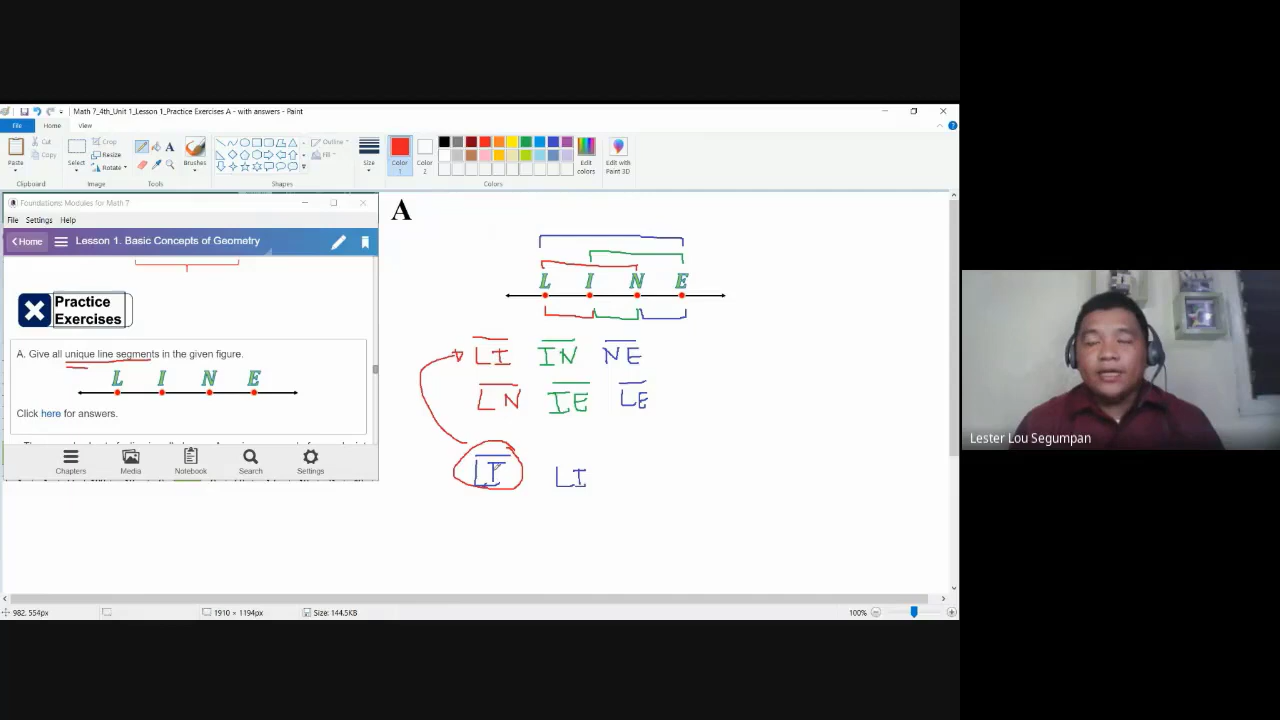 Math 7_4th_Unit 1_Lesson 1_Practice Exercises A - with answers - Paint
File Home View
Paste Cut Copy Clipboard
Select Crop Resize Rotate Image
Tools
Brushes
Outline Fill Shapes
Size
Color 1 Color 2
Edit colors
Edit with Paint 3D
Colors
Foundations Modules for Math 7
File Settings Help
Home Lesson 1. Basic Concepts of Geometry
Practice
Exercises
A. Give all unique line segments in the given figure.
L I N E
Click here for answers.
Chapters Media Notebook Search Settings
A
L I N E
LI IN NE
LN IE LE
LI LI
982, 554px 1910 × 1194px Size: 144.5KB 100%
Lester Lou Segumpan